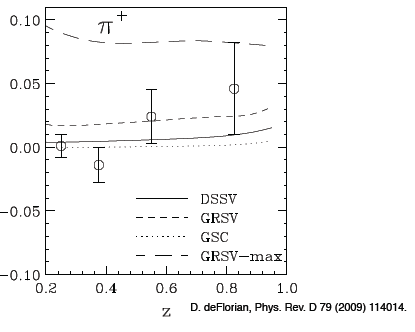 π+
0.10
0.05
0.00
−0.05
−0.10
DSSV
GRSV
GSC
GRSV−max
0.2 0.4 0.6 0.8 1.0
z
D. deFlorian, Phys. Rev. D 79 (2009) 114014.